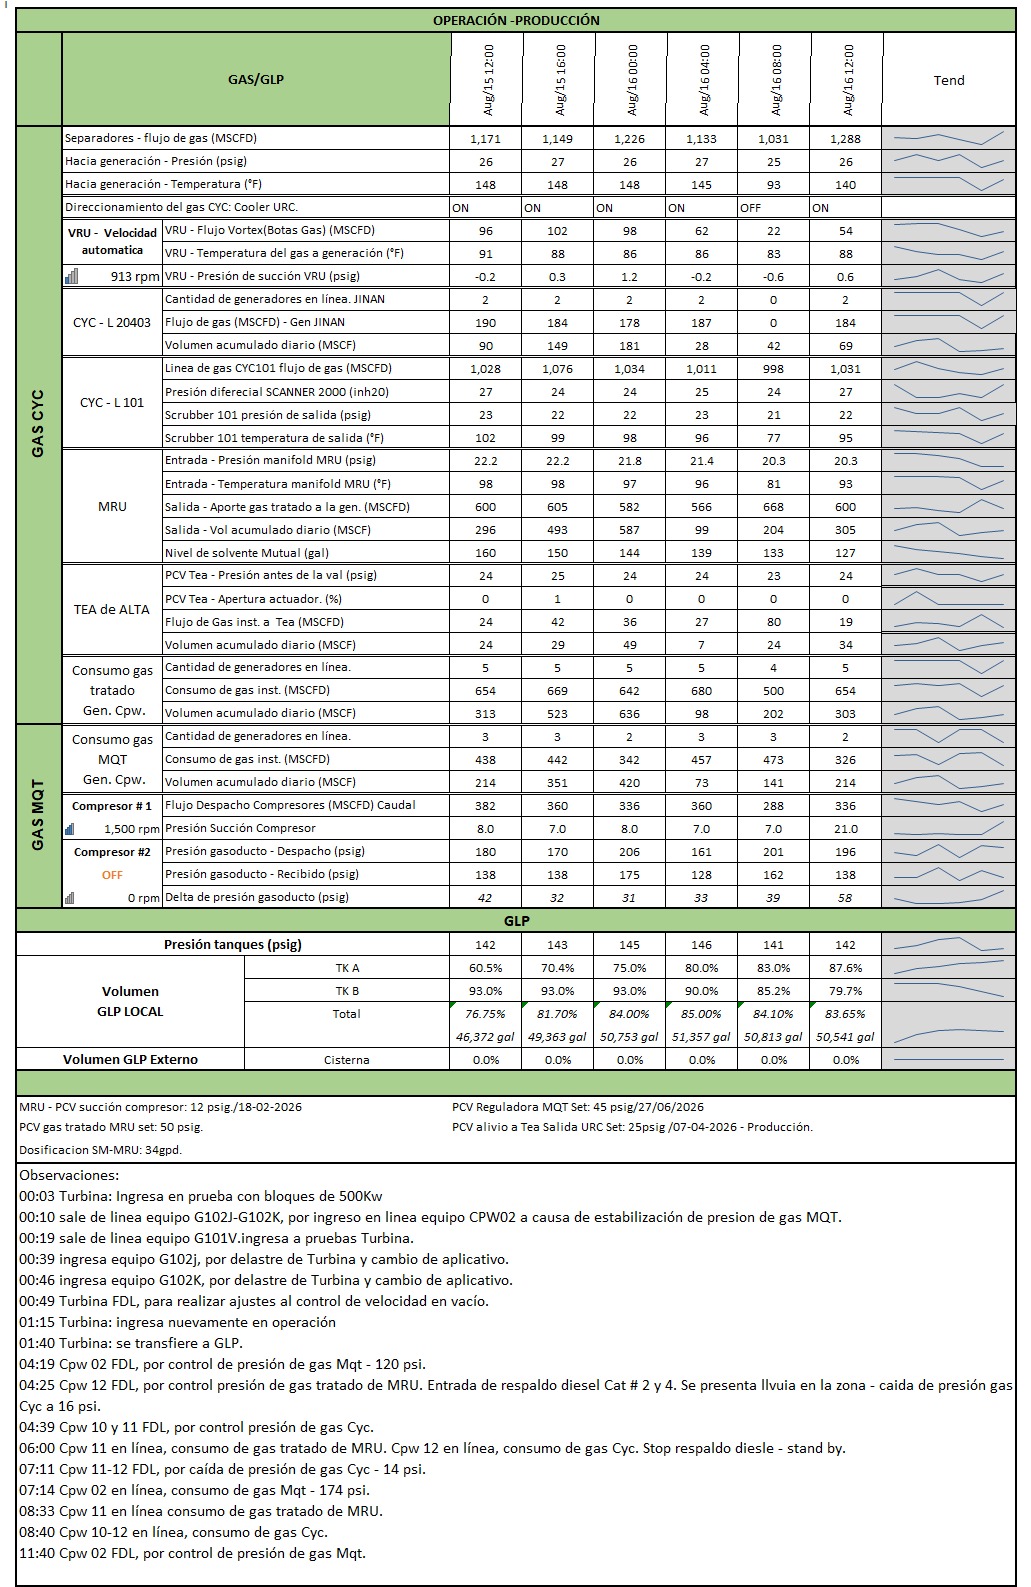 OPERACIÓN -PRODUCCIÓN
GAS/GLP Aug/15 12:00 Aug/15 16:00 Aug/16 00:00 Aug/16 04:00 Aug/16 08:00 Aug/16 12:00 Tend
GAS CYC
Separadores - flujo de gas (MSCFD) 1,171 1,149 1,226 1,133 1,031 1,288
Hacia generación - Presión (psig) 26 27 26 27 25 26
Hacia generación - Temperatura (°F) 148 148 148 145 93 140
Direccionamiento del gas CYC: Cooler URC. ON ON ON ON OFF ON
VRU - Velocidad automatica
913 rpm
VRU - Flujo Vortex(Botas Gas) (MSCFD) 96 102 98 62 22 54
VRU - Temperatura del gas a generación (°F) 91 88 86 86 83 88
VRU - Presión de succión VRU (psig) -0.2 0.3 1.2 -0.2 -0.6 0.6
CYC - L 20403
Cantidad de generadores en línea. JINAN 2 2 2 2 0 2
Flujo de gas (MSCFD) - Gen JINAN 190 184 178 187 0 184
Volumen acumulado diario (MSCF) 90 149 181 28 42 69
CYC - L 101
Linea de gas CYC101 flujo de gas (MSCFD) 1,028 1,076 1,034 1,011 998 1,031
Presión diferecial SCANNER 2000 (inh20) 27 24 24 25 24 27
Scrubber 101 presión de salida (psig) 23 22 22 23 21 22
Scrubber 101 temperatura de salida (°F) 102 99 98 96 77 95
MRU
Entrada - Presión manifold MRU (psig) 22.2 22.2 21.8 21.4 20.3 20.3
Entrada - Temperatura manifold MRU (°F) 98 98 97 96 81 93
Salida - Aporte gas tratado a la gen. (MSCFD) 600 605 582 566 668 600
Salida - Vol acumulado diario (MSCF) 296 493 587 99 204 305
Nivel de solvente Mutual (gal) 160 150 144 139 133 127
TEA de ALTA
PCV Tea - Presión antes de la val (psig) 24 25 24 24 23 24
PCV Tea - Apertura actuador. (%) 0 1 0 0 0 0
Flujo de Gas inst. a Tea (MSCFD) 24 42 36 27 80 19
Volumen acumulado diario (MSCF) 24 29 49 7 24 34
Consumo gas tratado Gen. Cpw.
Cantidad de generadores en línea. 5 5 5 5 4 5
Consumo de gas inst. (MSCFD) 654 669 642 680 500 654
Volumen acumulado diario (MSCF) 313 523 636 98 202 303
GAS MQT
Consumo gas MQT Gen. Cpw.
Cantidad de generadores en línea. 3 3 2 3 3 2
Consumo de gas inst. (MSCFD) 438 442 342 457 473 326
Volumen acumulado diario (MSCF) 214 351 420 73 141 214
Compresor # 1
1,500 rpm
Flujo Despacho Compresores (MSCFD) Caudal 382 360 336 360 288 336
Presión Succión Compresor 8.0 7.0 8.0 7.0 7.0 21.0
Compresor #2
OFF
0 rpm
Presión gasoducto - Despacho (psig) 180 170 206 161 201 196
Presión gasoducto - Recibido (psig) 138 138 175 128 162 138
Delta de presión gasoducto (psig) 42 32 31 33 39 58
GLP
Presión tanques (psig) 142 143 145 146 141 142
Volumen GLP LOCAL
TK A 60.5% 70.4% 75.0% 80.0% 83.0% 87.6%
TK B 93.0% 93.0% 93.0% 90.0% 85.2% 79.7%
Total 76.75% 81.70% 84.00% 85.00% 84.10% 83.65%
46,372 gal 49,363 gal 50,753 gal 51,357 gal 50,813 gal 50,541 gal
Volumen GLP Externo Cisterna 0.0% 0.0% 0.0% 0.0% 0.0% 0.0%
MRU - PCV succión compresor: 12 psig./18-02-2026 PCV Reguladora MQT Set: 45 psig/27/06/2026
PCV gas tratado MRU set: 50 psig. PCV alivio a Tea Salida URC Set: 25psig /07-04-2026 - Producción.
Dosificacion SM-MRU: 34gpd.
Observaciones:
00:03 Turbina: Ingresa en prueba con bloques de 500Kw
00:10 sale de linea equipo G102J-G102K, por ingreso en linea equipo CPW02 a causa de estabilización de presion de gas MQT.
00:19 sale de linea equipo G101V.ingresa a pruebas Turbina.
00:39 ingresa equipo G102j, por delastre de Turbina y cambio de aplicativo.
00:46 ingresa equipo G102K, por delastre de Turbina y cambio de aplicativo.
00:49 Turbina FDL, para realizar ajustes al control de velocidad en vacío.
01:15 Turbina: ingresa nuevamente en operación
01:40 Turbina: se transfiere a GLP.
04:19 Cpw 02 FDL, por control de presión de gas Mqt - 120 psi.
04:25 Cpw 12 FDL, por control presión de gas tratado de MRU. Entrada de respaldo diesel Cat # 2 y 4. Se presenta llvuia en la zona - caida de presión gas
Cyc a 16 psi.
04:39 Cpw 10 y 11 FDL, por control presión de gas Cyc.
06:00 Cpw 11 en línea, consumo de gas tratado de MRU. Cpw 12 en línea, consumo de gas Cyc. Stop respaldo diesle - stand by.
07:11 Cpw 11-12 FDL, por caída de presión de gas Cyc - 14 psi.
07:14 Cpw 02 en línea, consumo de gas Mqt - 174 psi.
08:33 Cpw 11 en línea consumo de gas tratado de MRU.
08:40 Cpw 10-12 en línea, consumo de gas Cyc.
11:40 Cpw 02 FDL, por control de presión de gas Mqt.